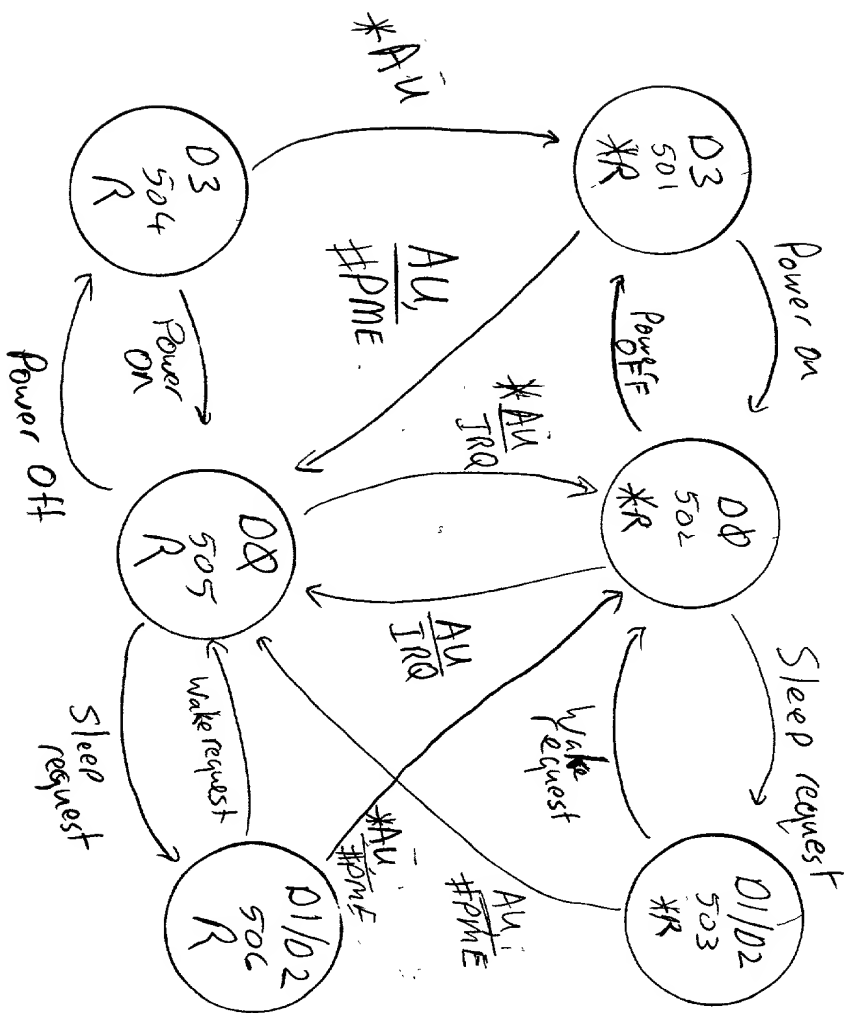 Power on
Sleep request
D3
501
*R
DØ
502
*R
D1/D2
503
*R
Power
OFF
Wake
request
*AU
IRQ
AU
IRQ
AU
#PME
AU
#PME
*AU
#PME
*AU
D3
504
R
Power
on
DØ
505
R
Wake request
D1/D2
506
R
Power Off
Sleep
request